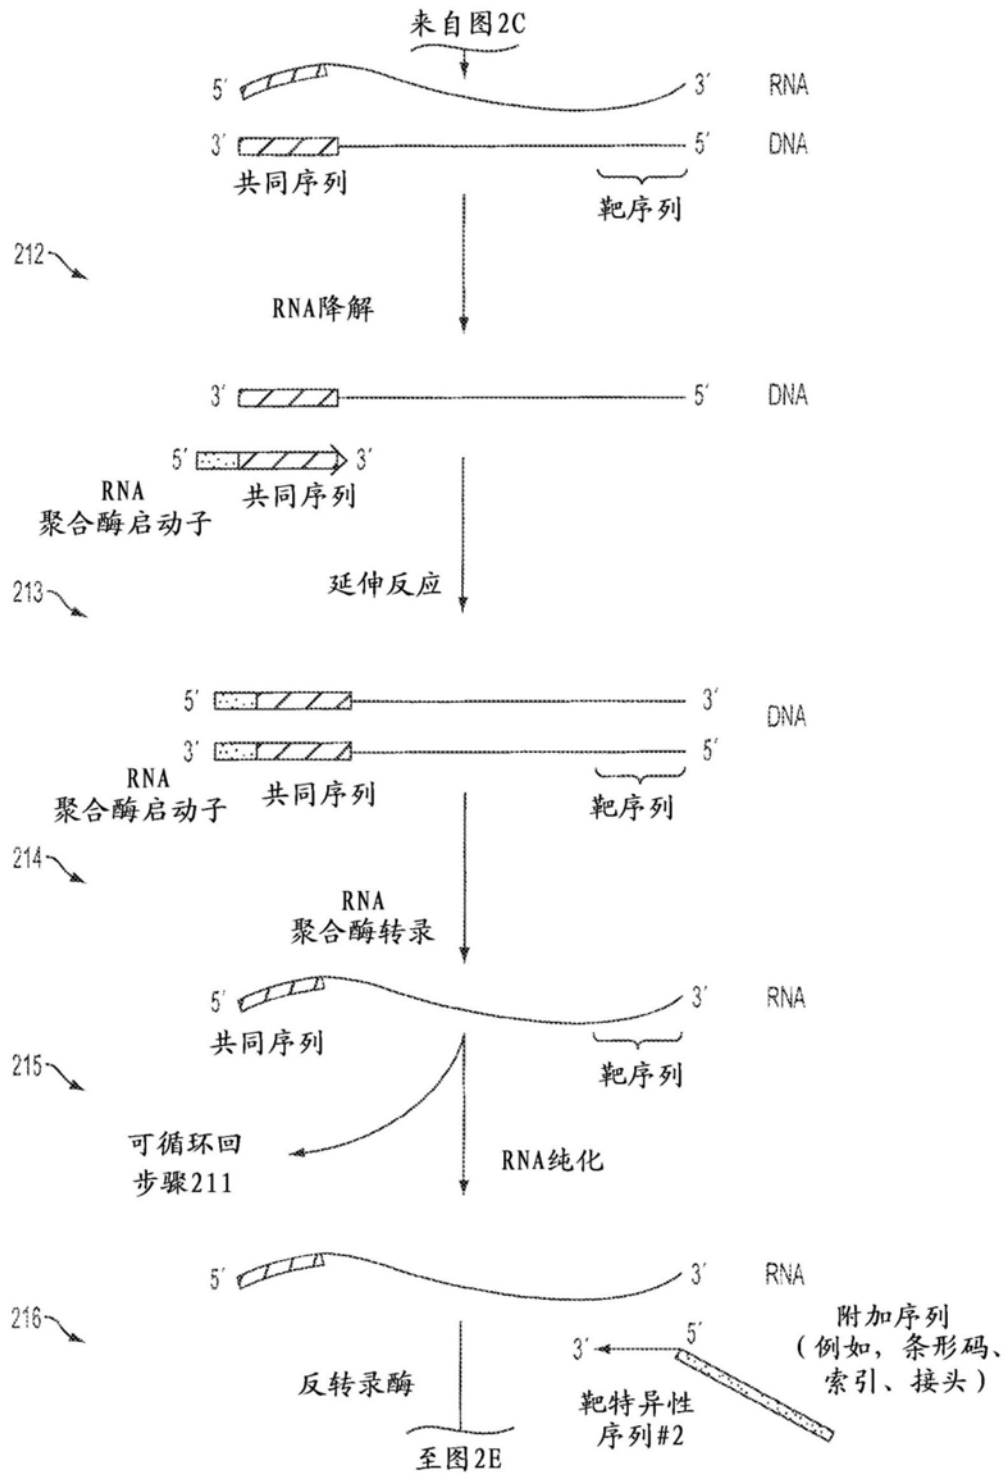 来自图2C
5′ 3′ RNA
3′ 5′ DNA
共同序列 靶序列
212
RNA降解
3′ 5′ DNA
5′ 3′
RNA
聚合酶启动子
共同序列
延伸反应
213
5′ 3′
DNA
3′ 5′
RNA
聚合酶启动子
共同序列
靶序列
214
RNA
聚合酶转录
5′ 3′ RNA
共同序列
靶序列
215
可循环回
步骤211
RNA纯化
5′ 3′ RNA
216
附加序列
(例如, 条形码、
索引、接头)
3′ 5′
反转录酶
靶特异性
序列#2
至图2E